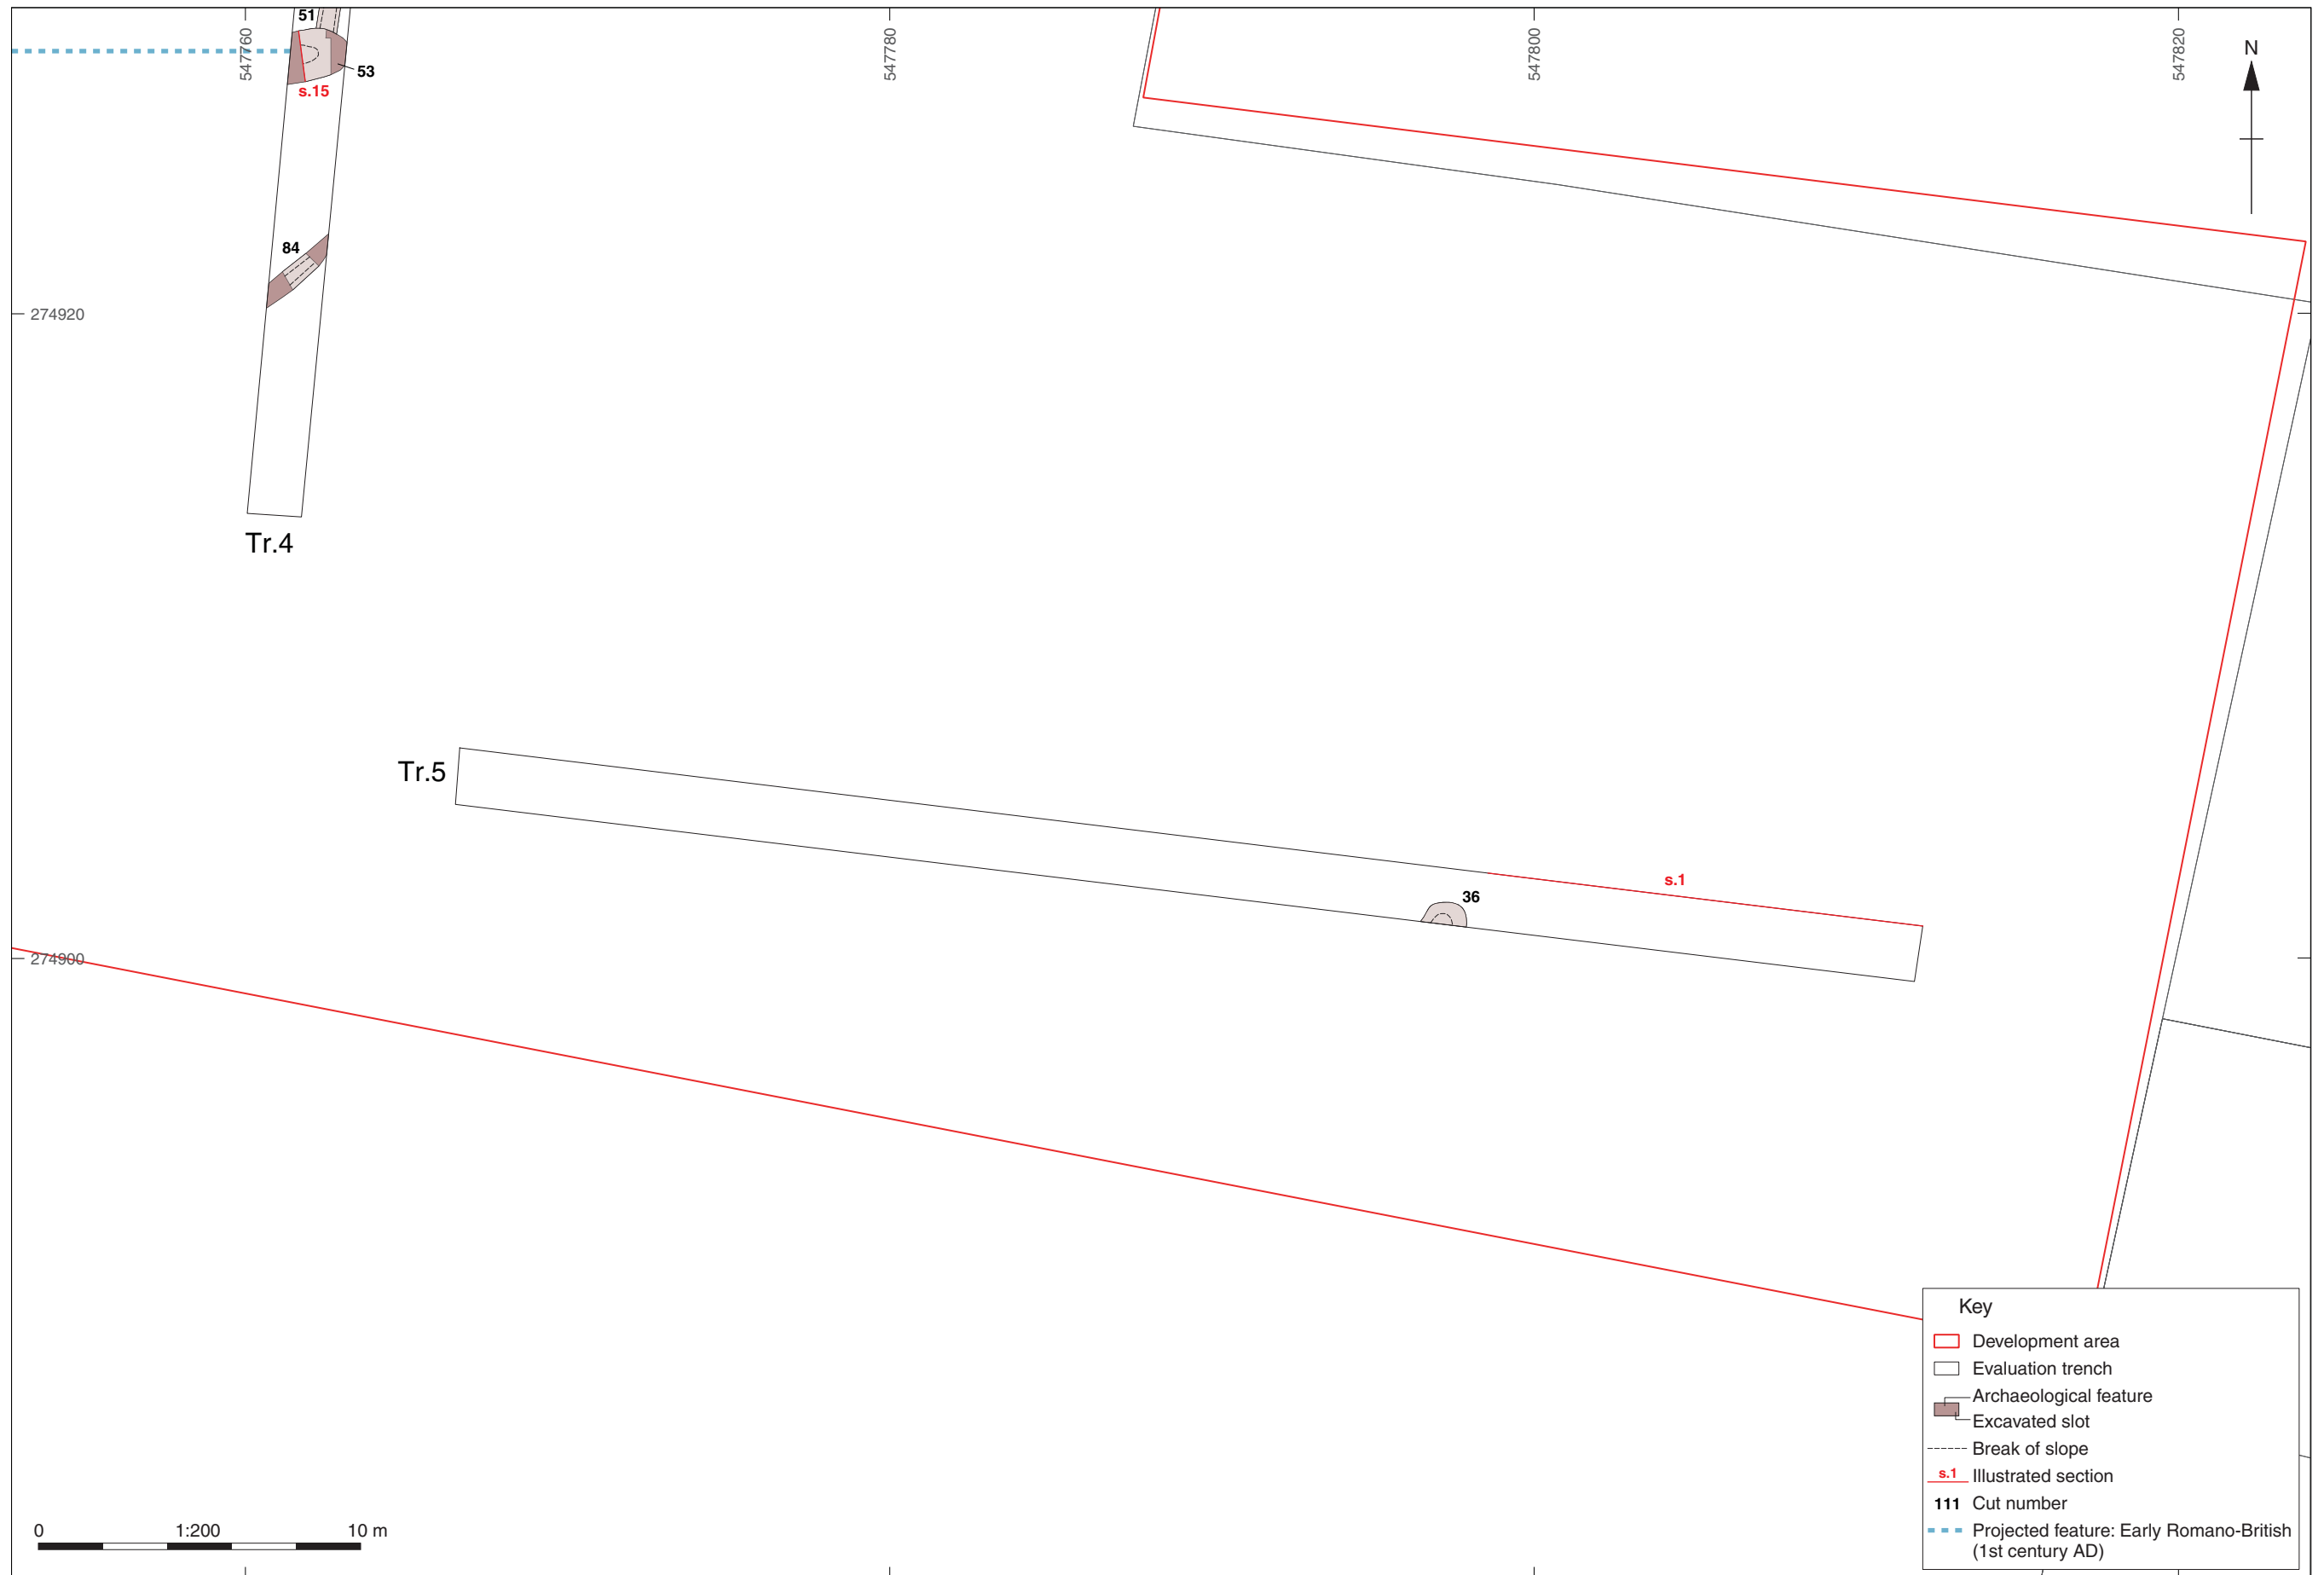 51
547760
547780
547800
547820
N
53
s.15
84
274920
Tr.4
Tr.5
s.1
36
274900
Key
Development area
Evaluation trench
Archaeological feature
Excavated slot
Break of slope
s.1 Illustrated section
111 Cut number
Projected feature: Early Romano-British
(1st century AD)
0 1:200 10 m